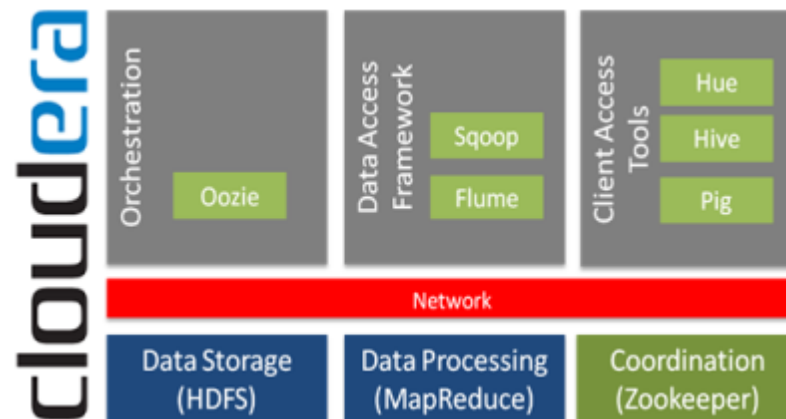 cloudera
Orchestration
Oozie
Data Access
Framework
Sqoop
Flume
Client Access
Tools
Hue
Hive
Pig
Network
Data Storage
(HDFS)
Data Processing
(MapReduce)
Coordination
(Zookeeper)